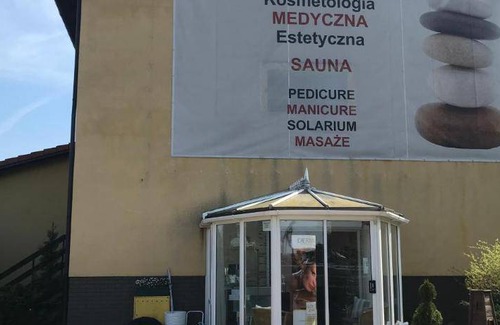 Kosmetologia
MEDYCZNA
Estetyczna
SAUNA
PEDICURE
MANICURE
SOLARIUM
MASAŻE